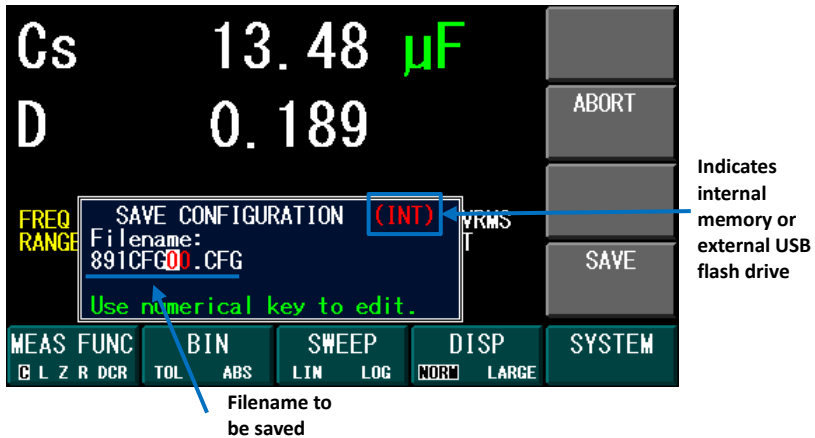 Cs 13.48 µF
D 0.189
ABORT
FREQ
RANGE
VRMS
T
SAVE CONFIGURATION (INT)
Filename:
891CFG00.CFG
Use numerical key to edit.
SAVE
MEAS FUNC
C L Z R DCR
BIN
TOL ABS
SWEEP
LIN LOG
DISP
NORM LARGE
SYSTEM
Indicates
internal
memory or
external USB
flash drive
Filename to
be saved